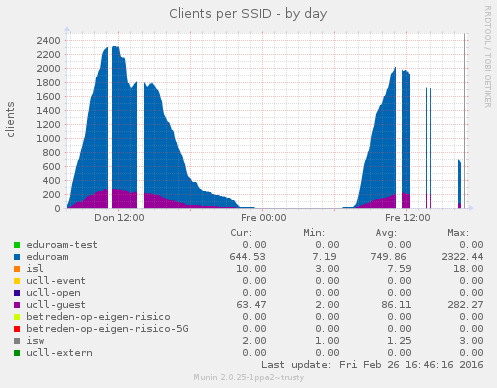 Clients per SSID - by day
RRDTOOL / TOBI OETIKER
clients
2400
2200
2000
1800
1600
1400
1200
1000
800
600
400
200
0
Don 12:00 Fre 00:00 Fre 12:00
Cur: Min: Avg: Max:
eduroam-test 0.00 0.00 0.00 0.00
eduroam 644.53 7.19 749.86 2322.44
isl 10.00 3.00 7.59 18.00
ucll-event 0.00 0.00 0.00 0.00
ucll-open 0.00 0.00 0.00 0.00
ucll-guest 63.47 2.00 86.11 282.27
betreden-op-eigen-risico 0.00 0.00 0.00 0.00
betreden-op-eigen-risico-5G 0.00 0.00 0.00 0.00
isw 2.00 1.00 1.25 3.00
ucll-extern 0.00 0.00 0.00 0.00
Last update: Fri Feb 26 16:46:16 2016
Munin 2.0.25-1ppa2~trusty